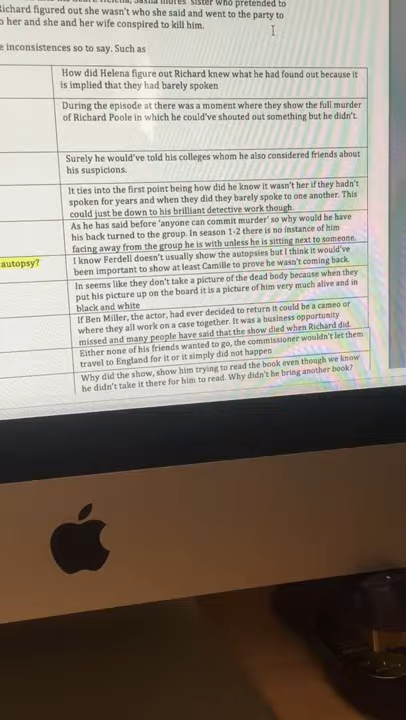 Helena, Sasha Moores' sister who pretended to
Richard figured out she wasn't who she said and went to the party to
her and she and her wife conspired to kill him.
e inconsistences so to say. Such as
How did Helena figure out Richard knew what he had found out because it
is implied that they had barely spoken
During the episode at there was a moment where they show the full murder
of Richard Poole in which he could've shouted out something but he didn't.
Surely he would've told his colleges whom he also considered friends about
his suspicions.
It ties into the first point being how did he know it wasn't her if they hadn't
spoken for years and when they did they barely spoke to one another. This
could just be down to his brilliant detective work though.
As he has said before 'anyone can commit murder' so why would he have
his back turned to the group. In season 1-2 there is no instance of him
facing away from the group he is with unless he is sitting next to someone.
autopsy?
I know Ferdell doesn't usually show the autopsies but I think it would've
been important to show at least Camille to prove he wasn't coming back.
In seems like they don't take a picture of the dead body because when they
put his picture up on the board it is a picture of him very much alive and in
black and white
If Ben Miller, the actor, had ever decided to return it could be a cameo or
where they all work on a case together. It was a business opportunity
missed and many people have said that the show died when Richard did.
Either none of his friends wanted to go, the commissioner wouldn't let them
travel to England for it or it simply did not happen
Why did the show, show him trying to read the book even though we know
he didn't take it there for him to read. Why didn't he bring another book?